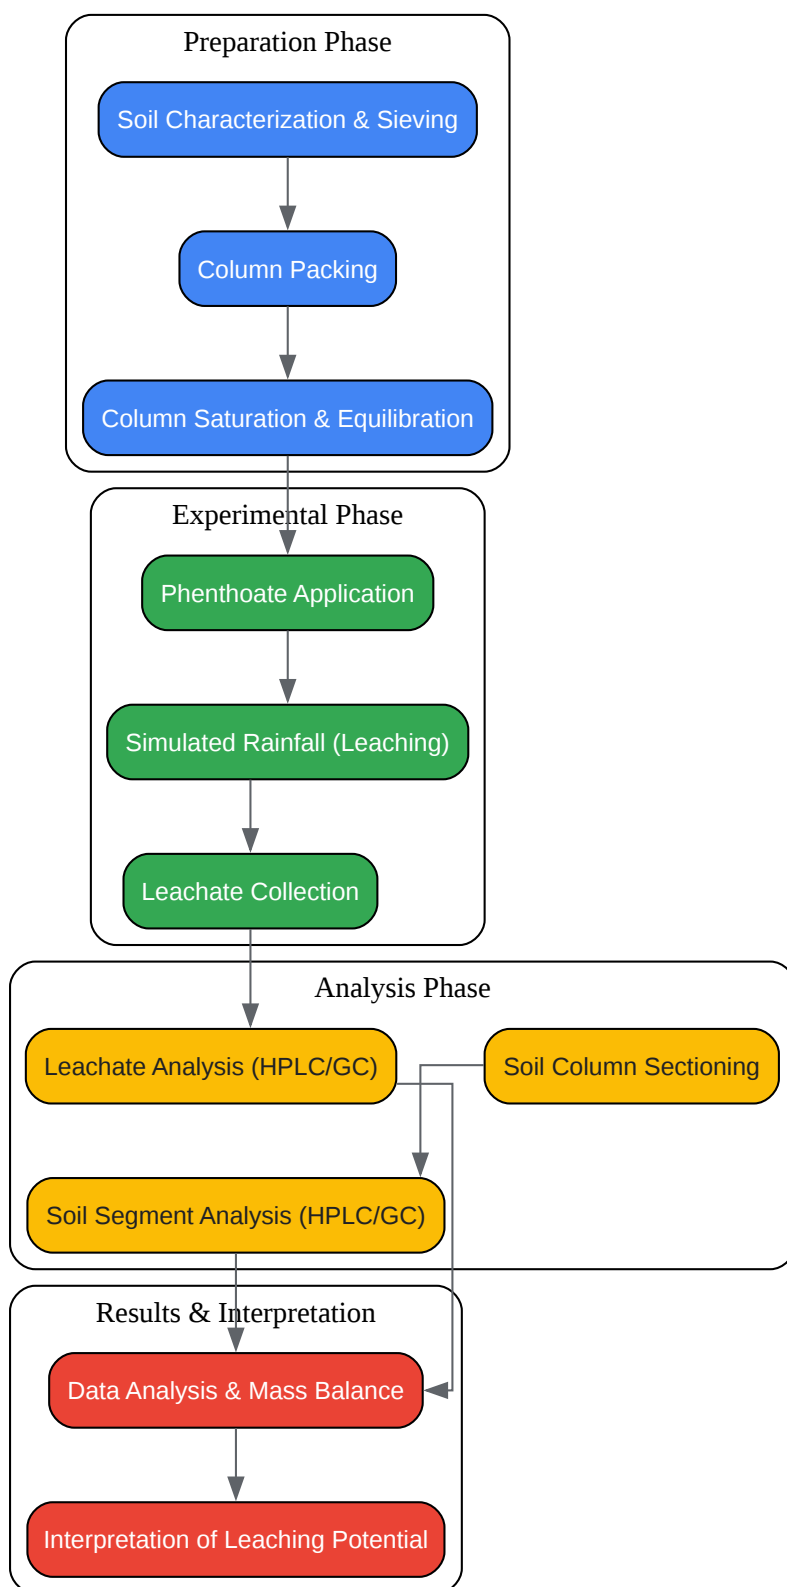 Preparation Phase
Soil Characterization & Sieving
Column Packing
Column Saturation & Equilibration
Experimental Phase
Phenthoate Application
Simulated Rainfall (Leaching)
Leachate Collection
Analysis Phase
Leachate Analysis (HPLC/GC)
Soil Column Sectioning
Soil Segment Analysis (HPLC/GC)
Results & Interpretation
Data Analysis & Mass Balance
Interpretation of Leaching Potential